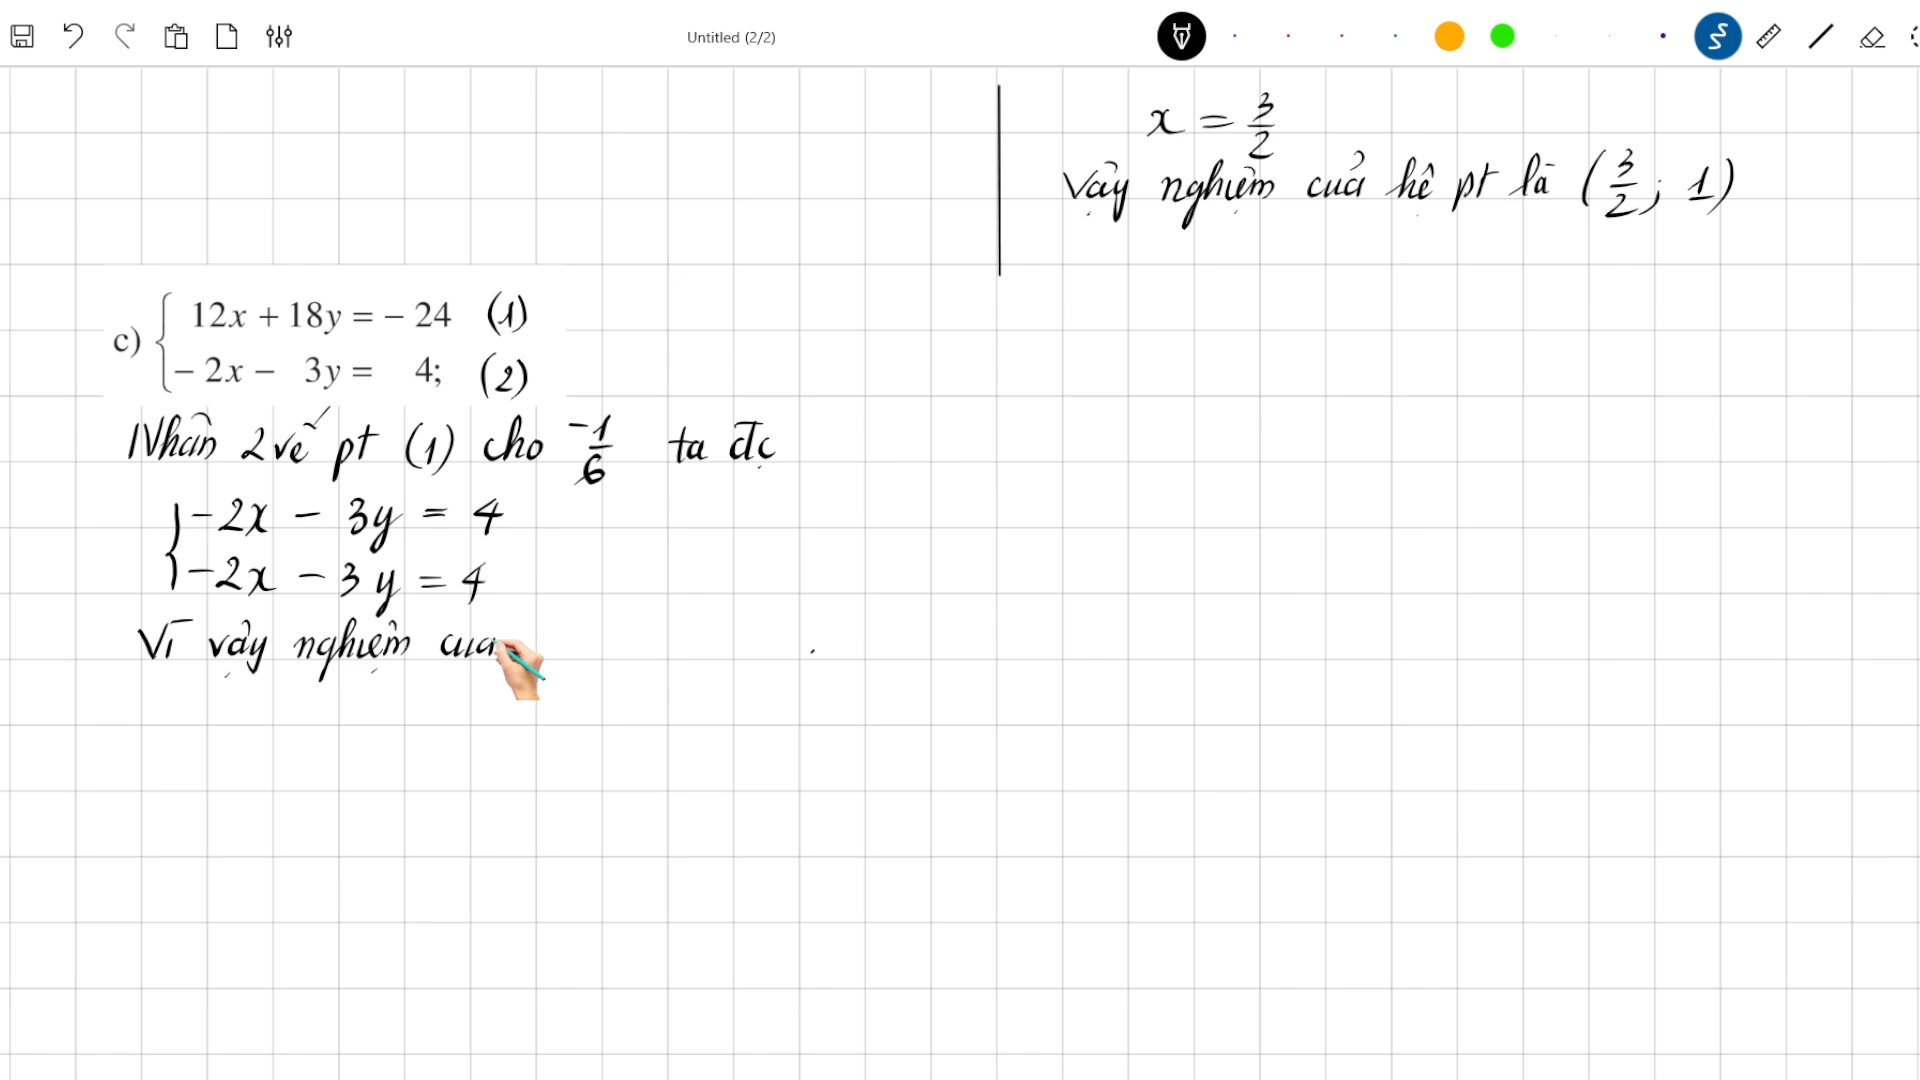 Untitled (2/2)
x = 3/2
Vậy nghiệm của hệ pt là (3/2; 1)
c) { 12x + 18y = − 24 (1)
− 2x − 3y = 4; (2)
Nhân 2 vế pt (1) cho -1/6 ta đc
{ -2x - 3y = 4
-2x - 3y = 4
Vì vậy nghiệm cua